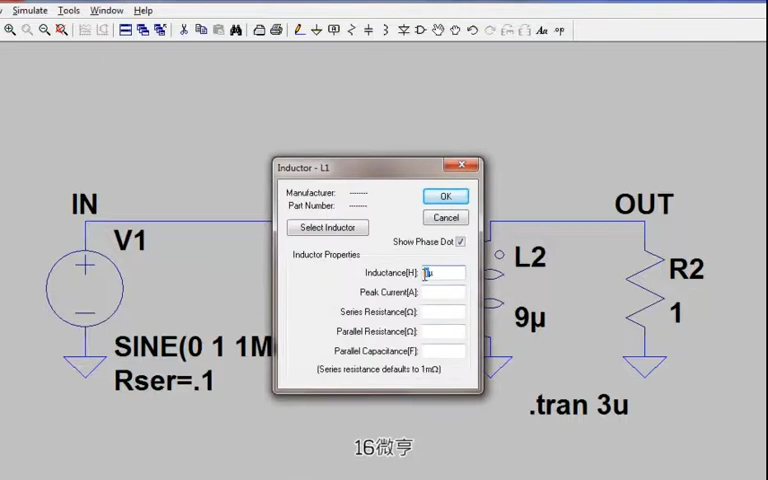 Simulate Tools Window Help
Inductor - L1
Manufacturer: --------
Part Number: --------
OK
Cancel
Select Inductor
Show Phase Dot
Inductor Properties
Inductance[H]:
Peak Current[A]:
Series Resistance[Ω]:
Parallel Resistance[Ω]:
Parallel Capacitance[F]:
(Series resistance defaults to 1mΩ)
IN
V1
SINE(0 1 1M
Rser=.1
OUT
L2
9µ
R2
1
.tran 3u
16微亨